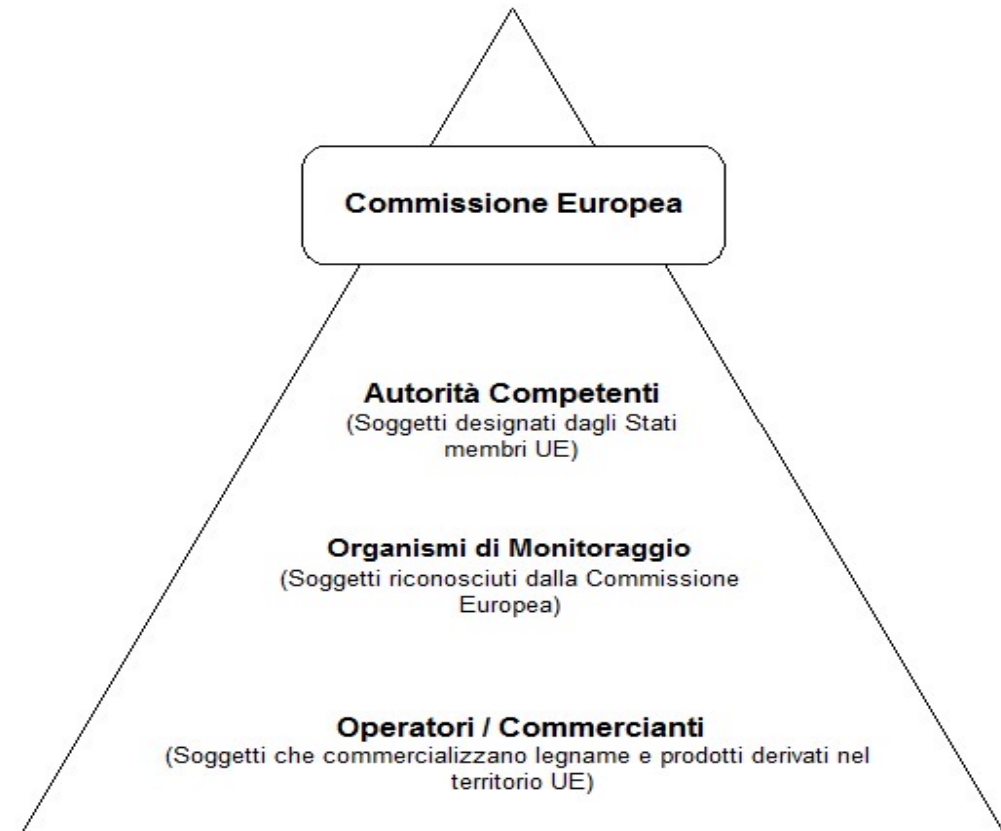 Commissione Europea
Autorità Competenti
(Soggetti designati dagli Stati
membri UE)
Organismi di Monitoraggio
(Soggetti riconosciuti dalla Commissione
Europea)
Operatori / Commercianti
(Soggetti che commercializzano legname e prodotti derivati nel
territorio UE)